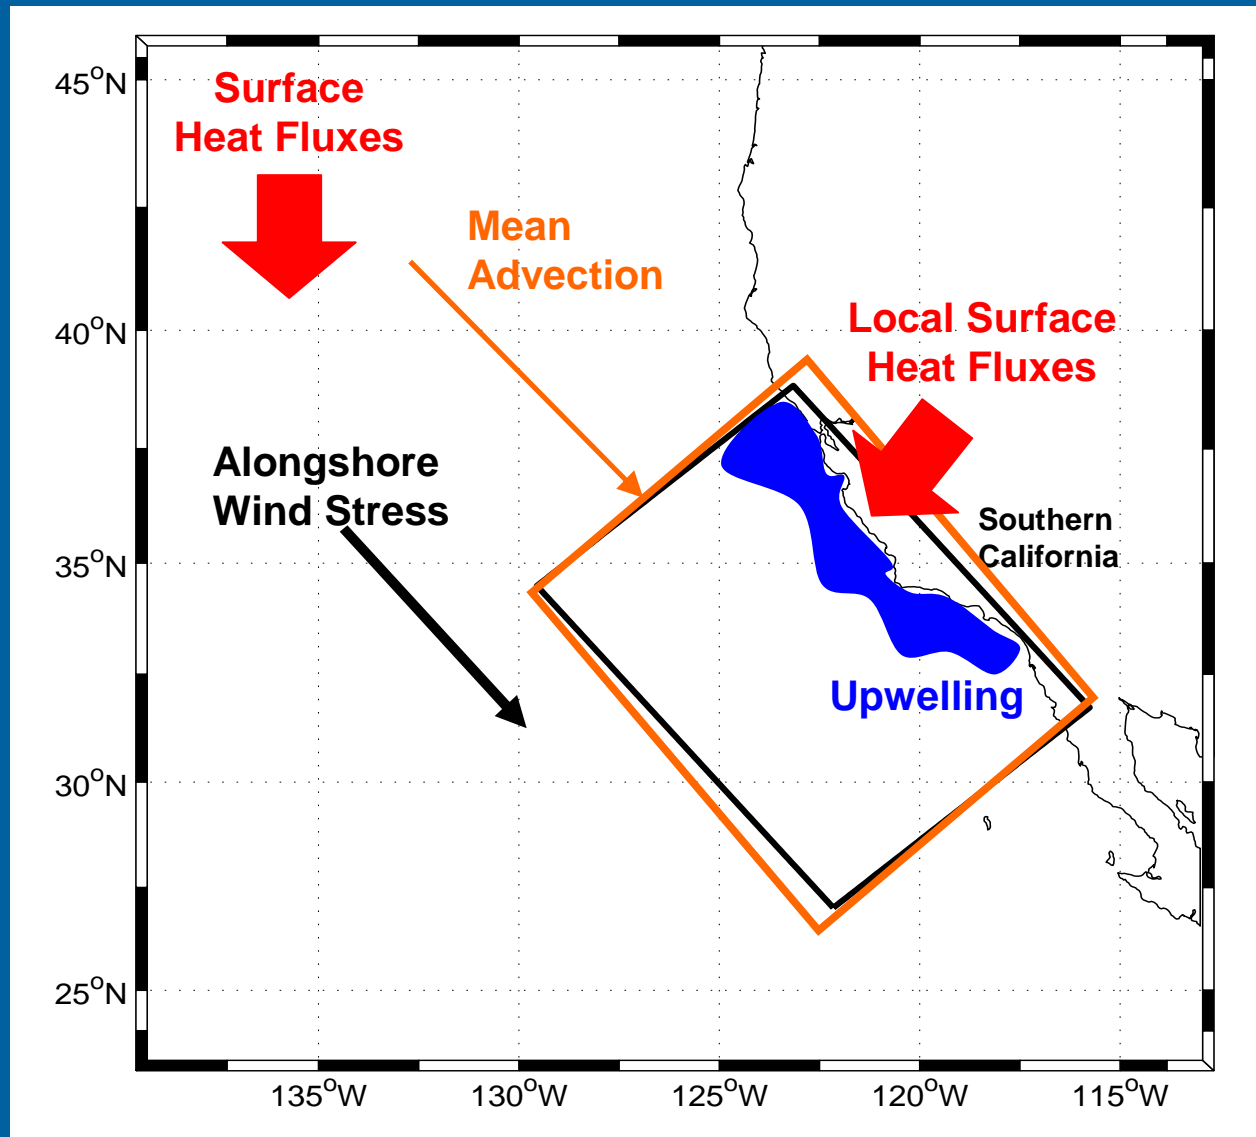 45°N
Surface
Heat Fluxes
Mean
Advection
40°N
Local Surface
Heat Fluxes
Alongshore
Wind Stress
Southern
California
35°N
Upwelling
30°N
25°N
135°W 130°W 125°W 120°W 115°W